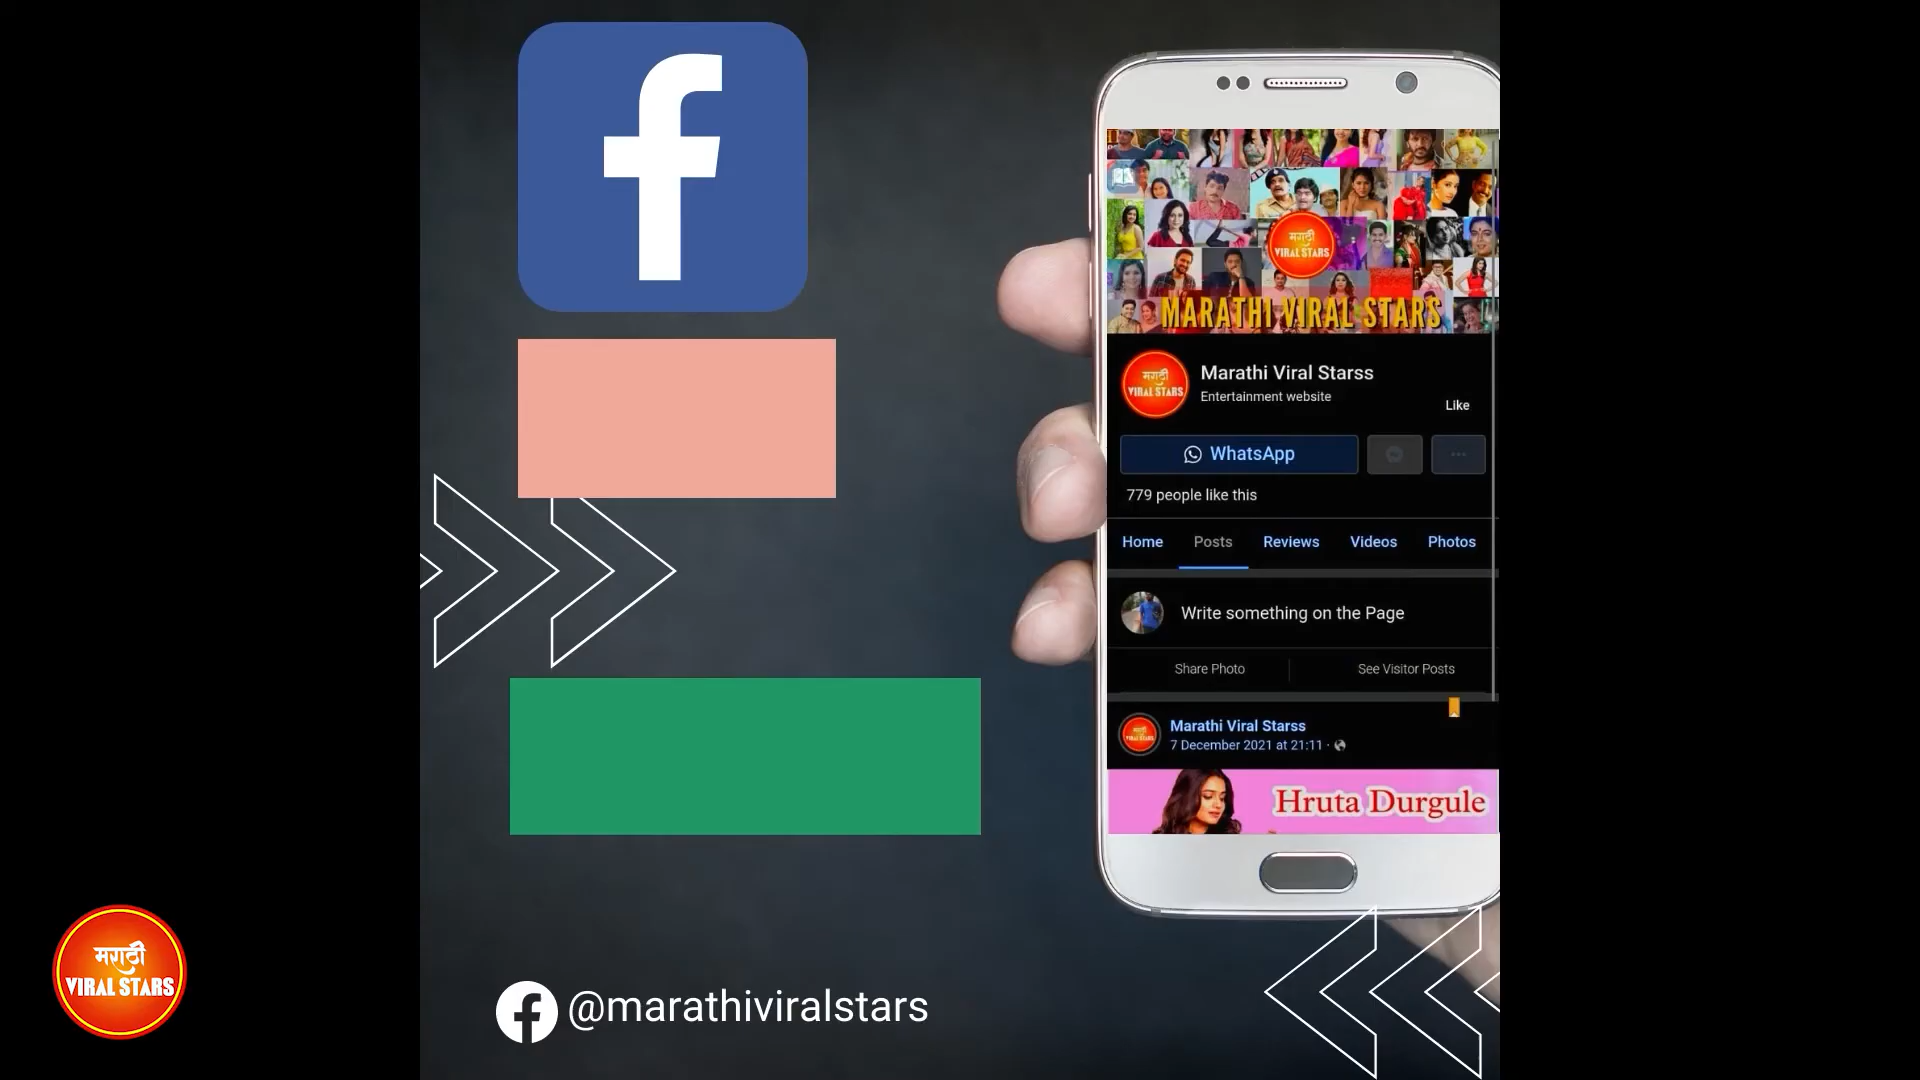 मराठी
VIRAL STARS
MARATHI VIRAL STARS
मराठी
VIRAL STARS
Marathi Viral Starss
Entertainment website
Like
WhatsApp
779 people like this
Home Posts Reviews Videos Photos
Write something on the Page
Share Photo See Visitor Posts
Marathi Viral Starss
7 December 2021 at 21:11
Hruta Durgule
@marathiviralstars
मराठी
VIRAL STARS